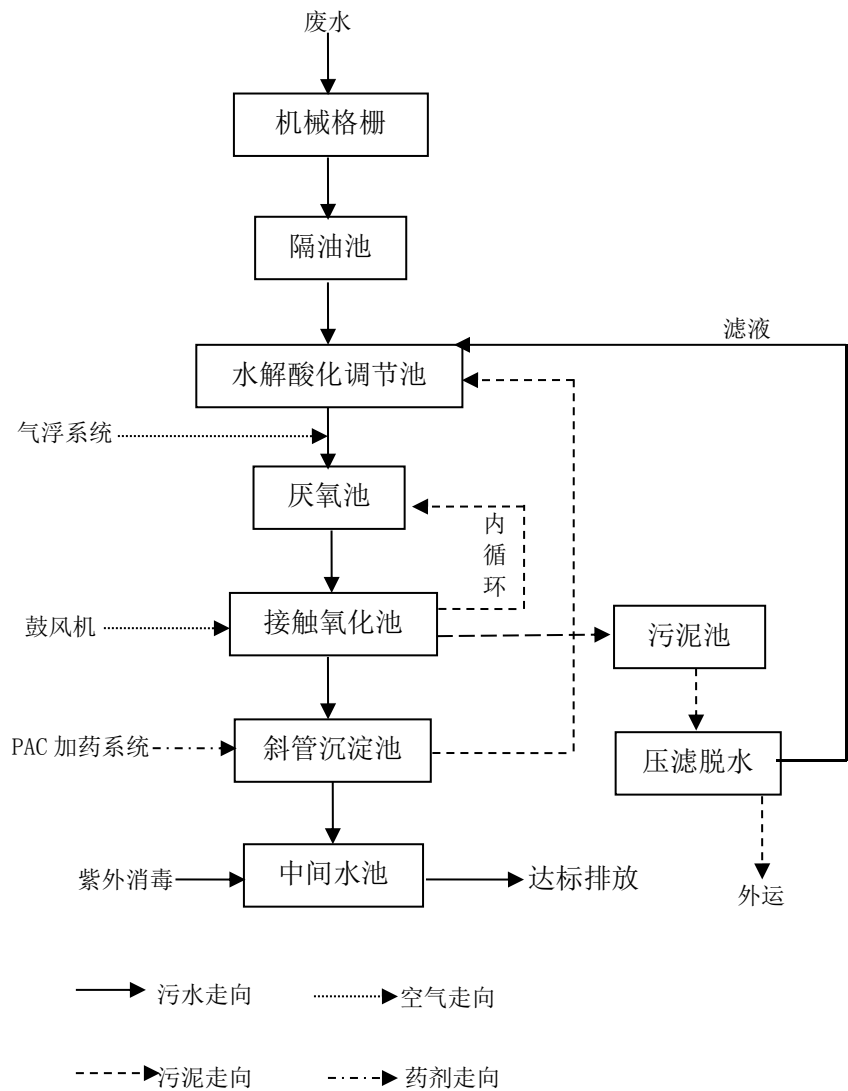 废水
机械格栅
隔油池
滤液
水解酸化调节池
气浮系统
厌氧池
内
循
环
鼓风机
接触氧化池
污泥池
PAC 加药系统
斜管沉淀池
压滤脱水
紫外消毒
中间水池
达标排放
外运
污水走向
空气走向
污泥走向
药剂走向